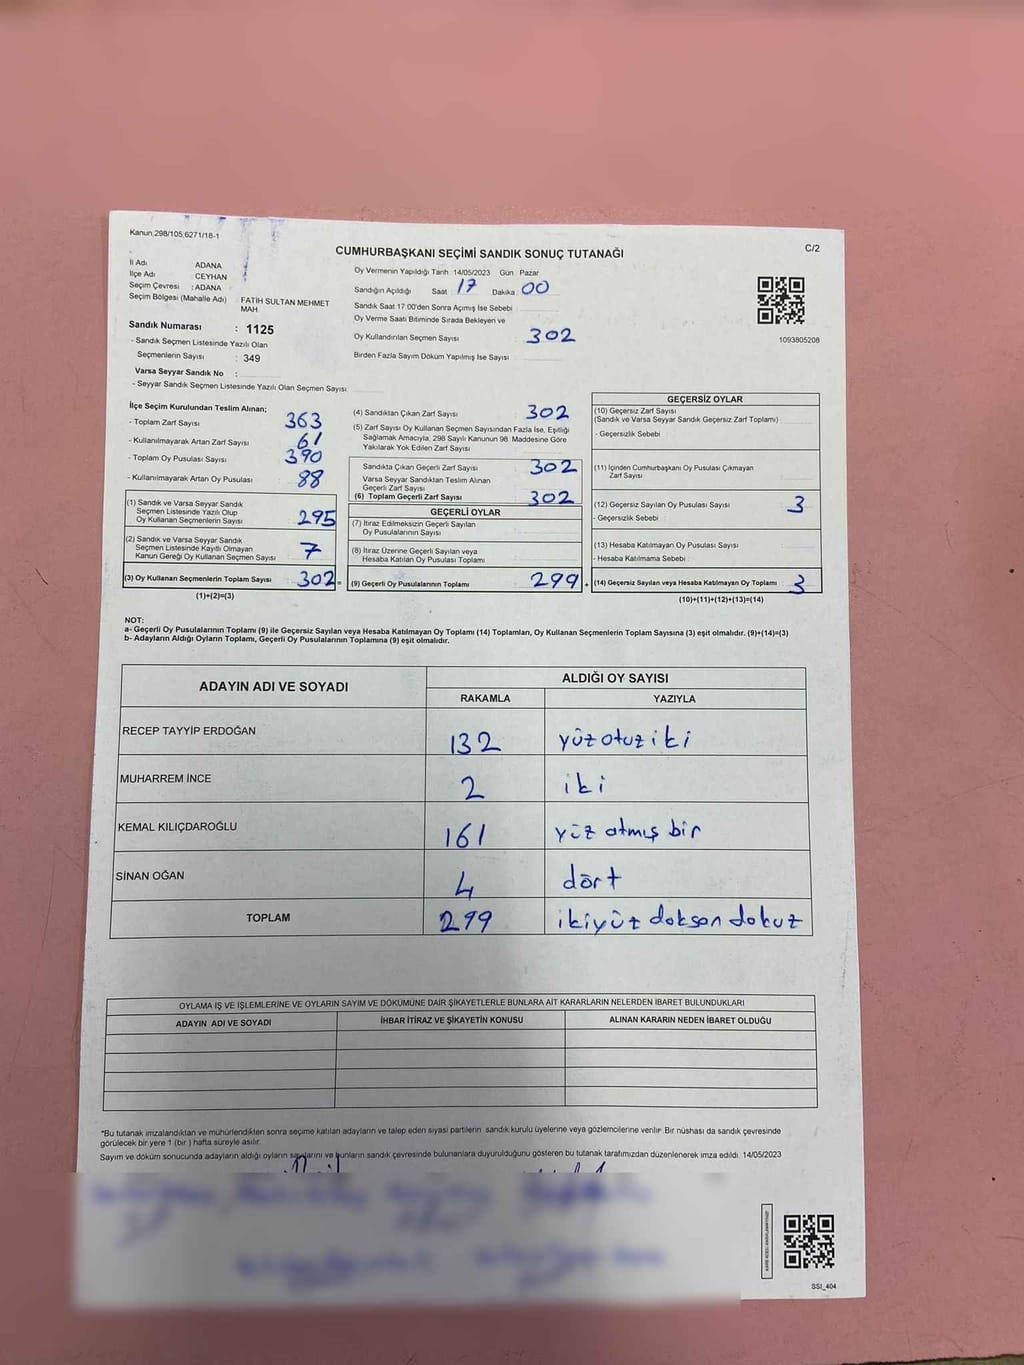 Kanun,298/105,6271/18-1
C/2
CUMHURBAŞKANI SEÇİMİ SANDIK SONUÇ TUTANAĞI
İl Adı ADANA
İlçe Adı CEYHAN
Seçim Çevresi : ADANA
Seçim Bölgesi (Mahalle Adı) FATİH SULTAN MEHMET MAH
Sandık Numarası : 1125
- Sandık Seçmen Listesinde Yazılı Olan
Seçmenlerin Sayısı : 349
Varsa Seyyar Sandık No :
- Seyyar Sandık Seçmen Listesinde Yazılı Olan Seçmen Sayısı:
Oy Vermenin Yapıldığı Tarih 14/05/2023 Gün : Pazar
Sandığın Açıldığı Saat 17 Dakika: 00
Sandık Saat 17 00'den Sonra Açımış İse Sebebi :
Oy Verme Saati Bitiminde Sırada Bekleyen ve
Oy Kullandırılan Seçmen Sayısı : 302
Birden Fazla Sayım Döküm Yapılmış İse Sayısı :
1093805208
İlçe Seçim Kurulundan Teslim Alınan;
- Toplam Zarf Sayısı : 363
- Kullanılmayarak Artan Zarf Sayısı : 61
- Toplam Oy Pusulası Sayısı : 390
- Kullanılmayarak Artan Oy Pusulası : 88
(1) Sandık ve Varsa Seyyar Sandık
Seçmen Listesinde Yazılı Olup
Oy Kullanan Seçmenlerin Sayısı : 295
(2) Sandık ve Varsa Seyyar Sandık
Seçmen Listesinde Kayıtlı Olmayan
Kanun Gereği Oy Kullanan Seçmen Sayısı : 7
(3) Oy Kullanan Seçmenlerin Toplam Sayısı : 302 =
(1)+(2)=(3)
(4) Sandıktan Çıkan Zarf Sayısı : 302
(5) Zarf Sayısı Oy Kullanan Seçmen Sayısından Fazla İse, Eşitliği
Sağlamak Amacıyla, 298 Sayılı Kanunun 98. Maddesine Göre
Yakılarak Yok Edilen Zarf Sayısı
Sandıkta Çıkan Geçerli Zarf Sayısı : 302
Varsa Seyyar Sandıktan Teslim Alınan
Geçerli Zarf Sayısı
(6) Toplam Geçerli Zarf Sayısı : 302
GEÇERLİ OYLAR
(7) İtiraz Edilmeksizin Geçerli Sayılan
Oy Pusulalarının Sayısı
(8) İtiraz Üzerine Geçerli Sayılan veya
Hesaba Katılan Oy Pusulası Toplamı
(9) Geçerli Oy Pusulalarının Toplamı : 299 +
GEÇERSİZ OYLAR
(10) Geçersiz Zarf Sayısı
(Sandık ve Varsa Seyyar Sandık Geçersiz Zarf Toplamı) :
- Geçersizlik Sebebi :
(11) İçinden Cumhurbaşkanı Oy Pusulası Çıkmayan
Zarf Sayısı :
(12) Geçersiz Sayılan Oy Pusulası Sayısı : 3
- Geçersizlik Sebebi :
(13) Hesaba Katılmayan Oy Pusulası Sayısı :
- Hesaba Katılmama Sebebi :
(14) Geçersiz Sayılan veya Hesaba Katılmayan Oy Toplamı : 3
(10)+(11)+(12)+(13)=(14)
NOT:
a- Geçerli Oy Pusulalarının Toplamı (9) ile Geçersiz Sayılan veya Hesaba Katılmayan Oy Toplamı (14) Toplamları, Oy Kullanan Seçmenlerin Toplam Sayısına (3) eşit olmalıdır. (9)+(14)=(3)
b- Adayların Aldığı Oyların Toplamı, Geçerli Oy Pusulalarının Toplamına (9) eşit olmalıdır.
ADAYIN ADI VE SOYADI ALDIĞI OY SAYISI
RAKAMLA YAZIYLA
RECEP TAYYİP ERDOĞAN 132 yüz otuz iki
MUHARREM İNCE 2 iki
KEMAL KILIÇDAROĞLU 161 yüz atmış bir
SİNAN OĞAN 4 dört
TOPLAM 299 ikiyüz doksan dokuz
OYLAMA İŞ VE İŞLEMLERİNE VE OYLARIN SAYIM VE DÖKÜMÜNE DAİR ŞİKAYETLERLE BUNLARA AİT KARARLARIN NELERDEN İBARET BULUNDUKLARI
ADAYIN ADI VE SOYADI İHBAR İTİRAZ VE ŞİKAYETİN KONUSU ALINAN KARARIN NEDEN İBARET OLDUĞU
*Bu tutanak imzalandıktan ve mühürlendikten sonra seçime katılan adayların ve talep eden siyasi partilerin sandık kurulu üyelerine veya gözlemcilerine verilir Bir nüshası da sandık çevresinde
görülecek bir yere 1 (bir ) hafta süreyle asılır.
Sayım ve döküm sonucunda adayların aldığı oyların sayılarını ve bunların sandık çevresinde bulunanlara duyurulduğunu gösteren bu tutanak tarafımızdan düzenlenerek imza edildi. 14/05/2023
SSI_404